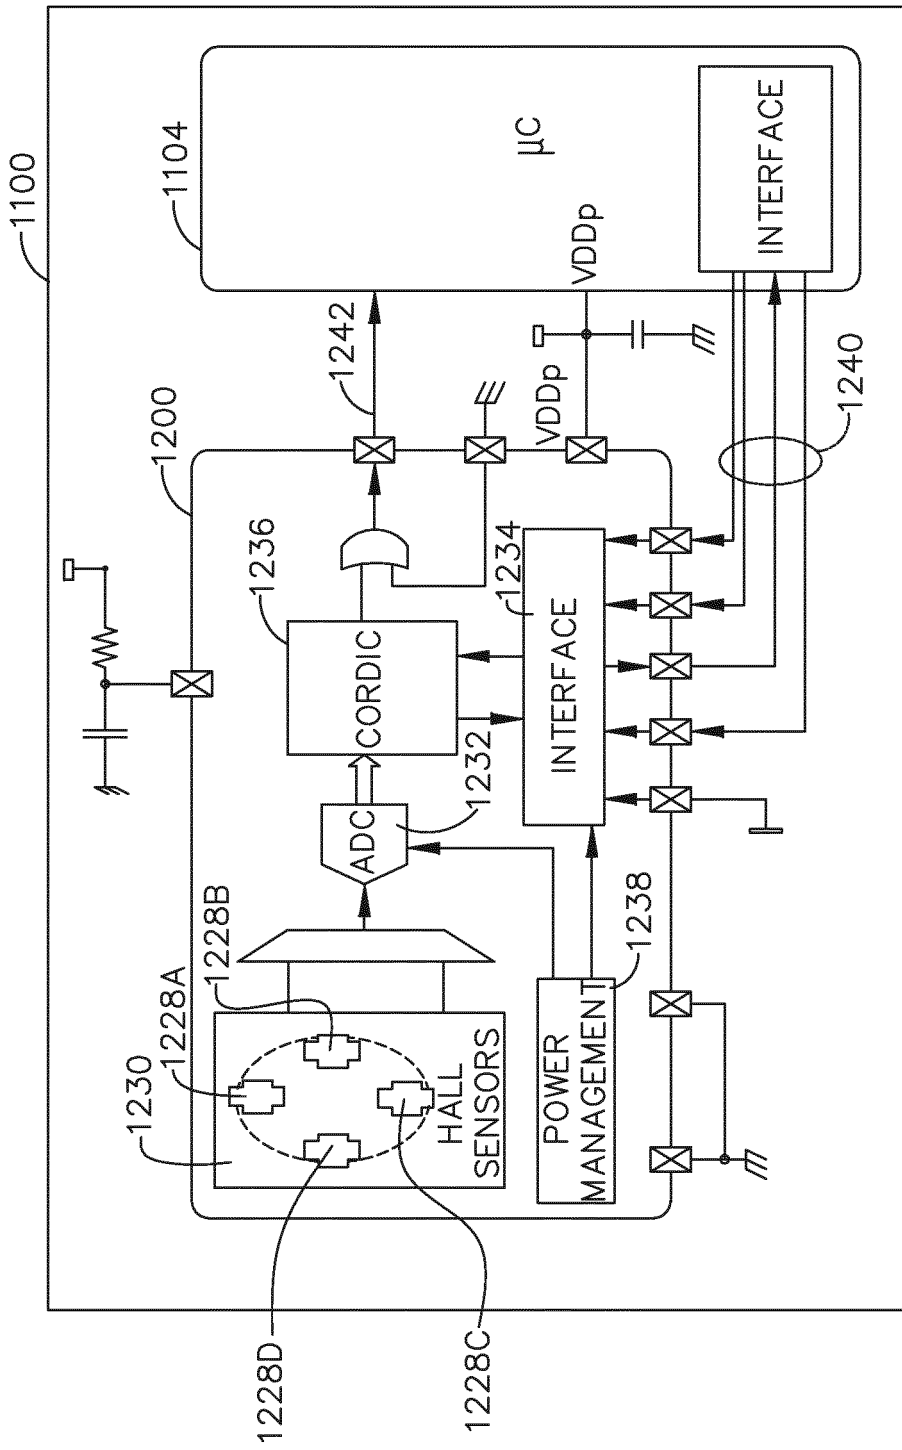 1100
1200
1104
1230
1228A
1228B
1236
1242
HALL
SENSORS
ADC
1232
CORDIC
POWER
MANAGEMENT
1238
INTERFACE
1234
VDDp
VDDp
µC
INTERFACE
1240
1228D
1228C